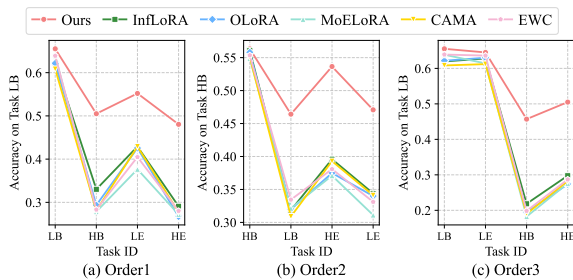 Ours InfLoRA OLoRA MoELoRA CAMA EWC
Accuracy on Task LB
0.6
0.5
0.4
0.3
LB HB LE HE
Task ID
(a) Order1
Accuracy on Task HB
0.55
0.50
0.45
0.40
0.35
0.30
HB LB HE LE
Task ID
(b) Order2
Accuracy on Task LB
0.6
0.5
0.4
0.3
0.2
LB LE HB HE
Task ID
(c) Order3